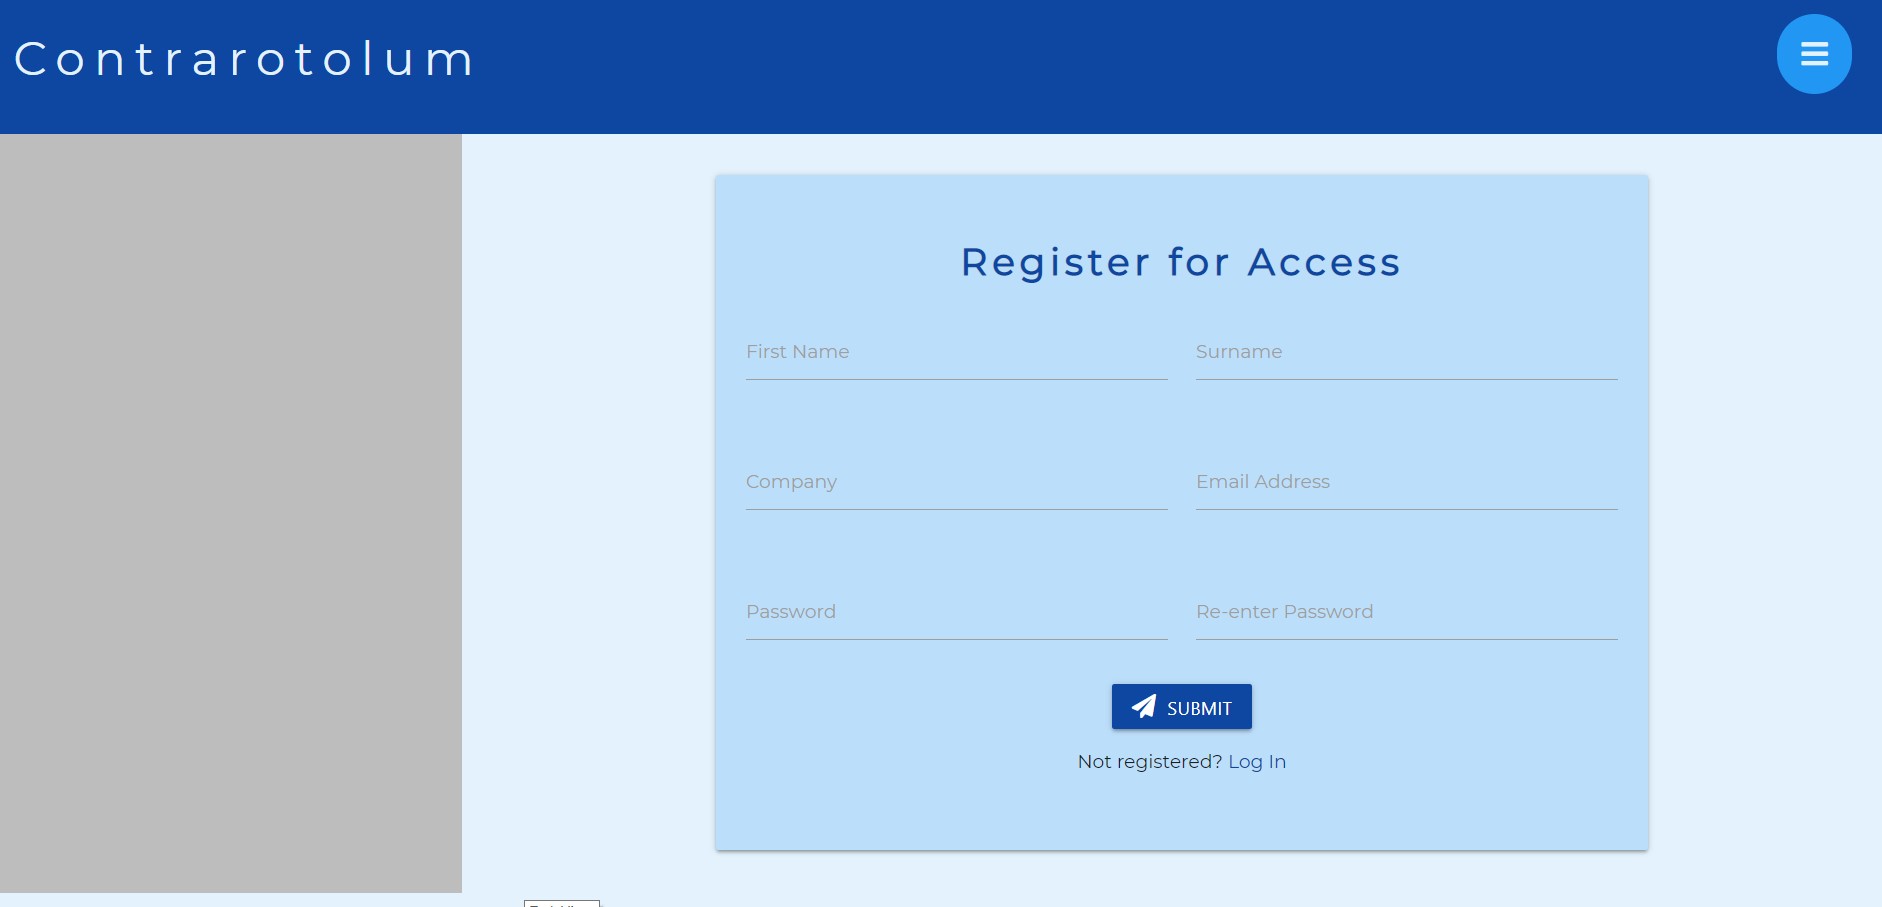 Contrarotolum
Register for Access
First Name
Surname
Company
Email Address
Password
Re-enter Password
SUBMIT
Not registered? Log In